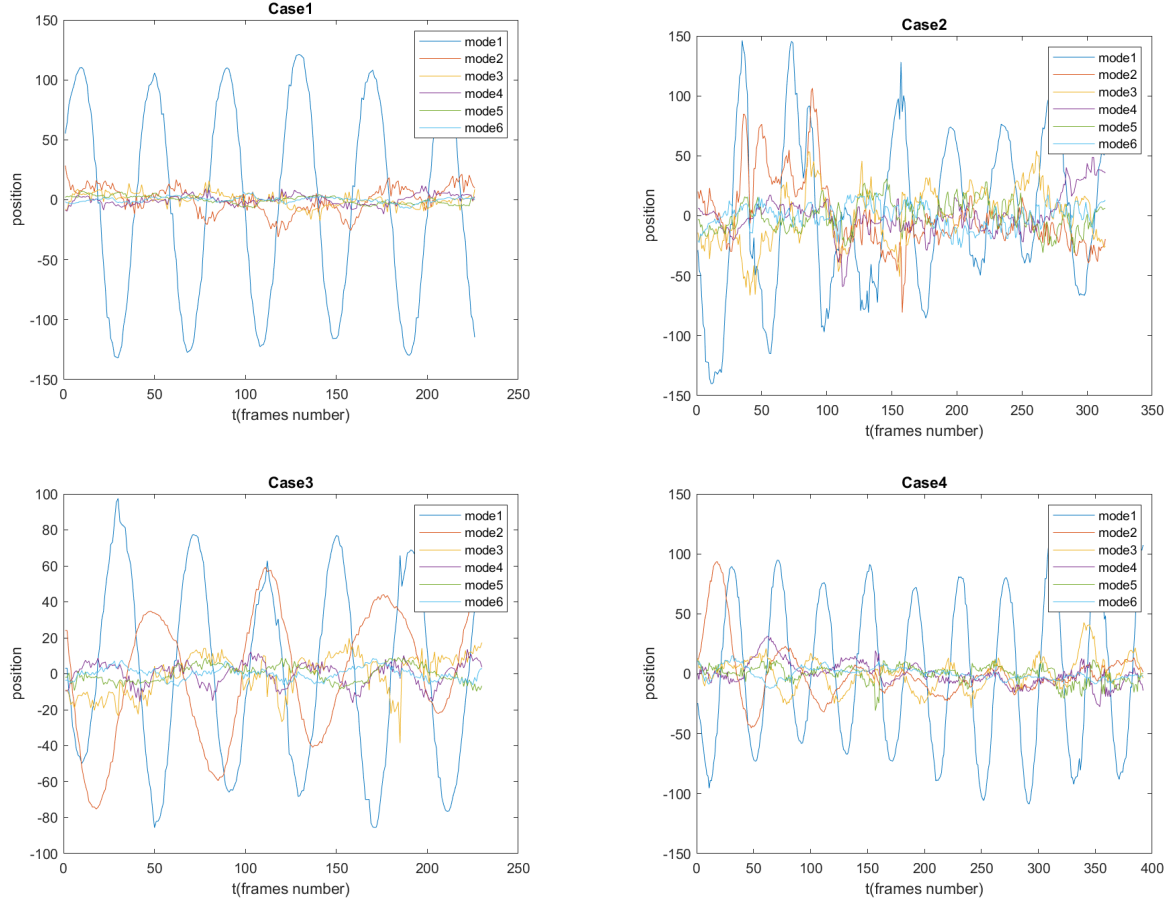 Case1
150
100
50
0
-50
-100
-150
position
0
50
100
150
200
250
t(frames number)
mode1
mode2
mode3
mode4
mode5
mode6
Case2
150
100
50
0
-50
-100
-150
position
0
50
100
150
200
250
300
350
t(frames number)
mode1
mode2
mode3
mode4
mode5
mode6
Case3
100
80
60
40
20
0
-20
-40
-60
-80
-100
position
0
50
100
150
200
250
t(frames number)
mode1
mode2
mode3
mode4
mode5
mode6
Case4
150
100
50
0
-50
-100
-150
position
0
50
100
150
200
250
300
350
400
t(frames number)
mode1
mode2
mode3
mode4
mode5
mode6